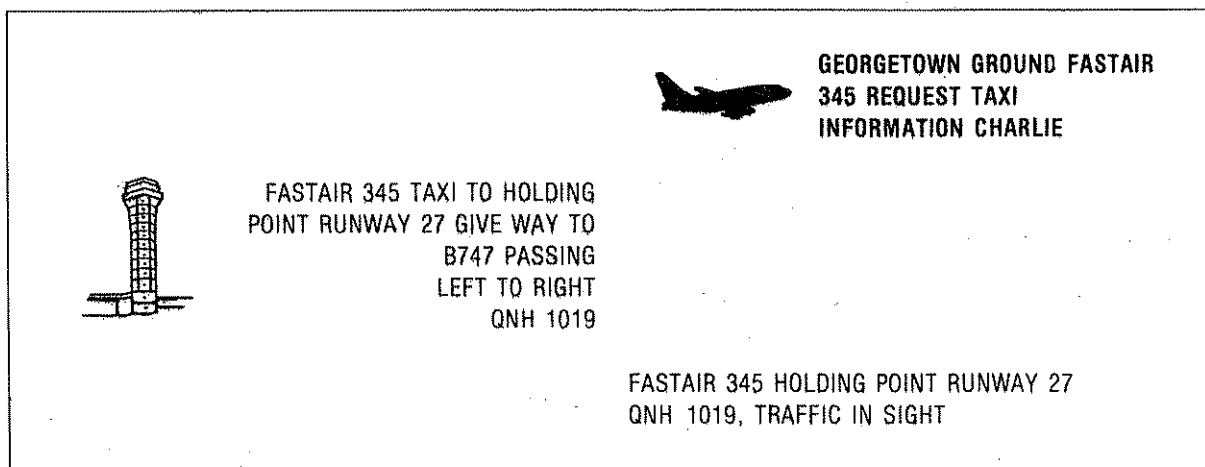 GEORGETOWN GROUND FASTAIR
345 REQUEST TAXI
INFORMATION CHARLIE
FASTAIR 345 TAXI TO HOLDING
POINT RUNWAY 27 GIVE WAY TO
B747 PASSING
LEFT TO RIGHT
QNH 1019
FASTAIR 345 HOLDING POINT RUNWAY 27
QNH 1019, TRAFFIC IN SIGHT